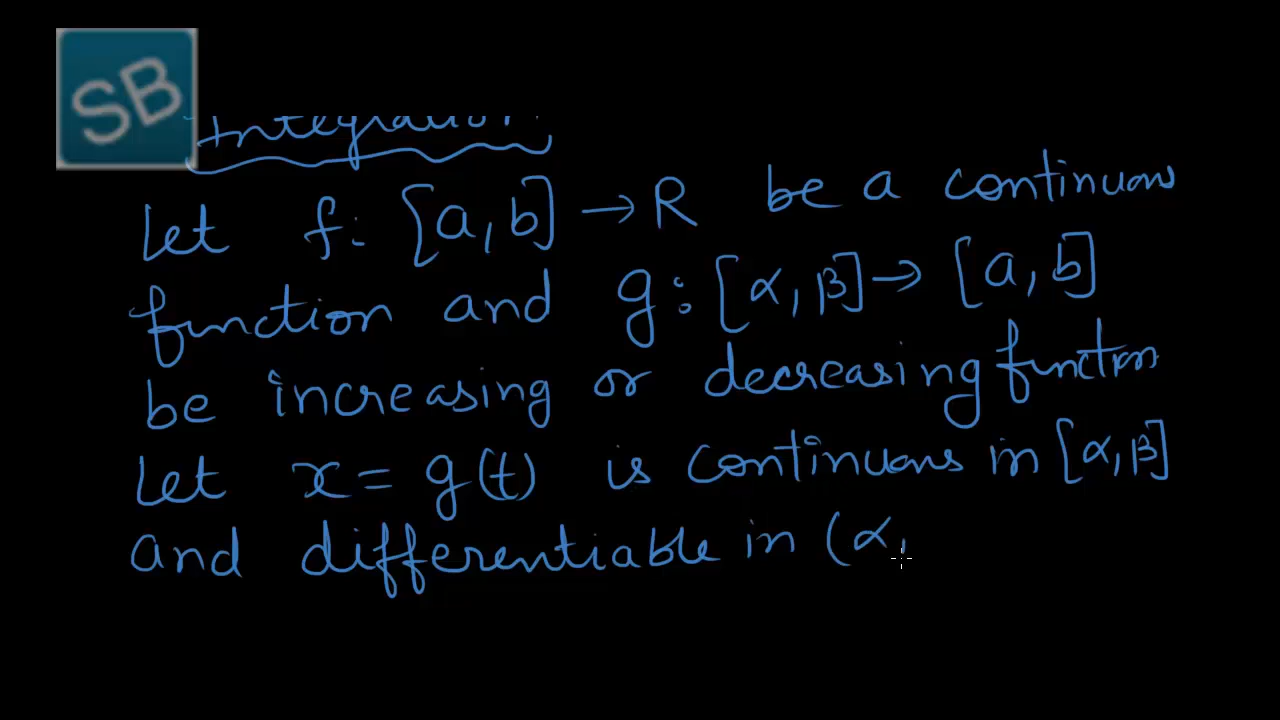 SB
Integration
Let f: [a, b] → R be a continuous
function and g: [α, β] → [a, b]
be increasing or decreasing function
Let x = g(t) is continuous in [α, β]
and differentiable in (α,